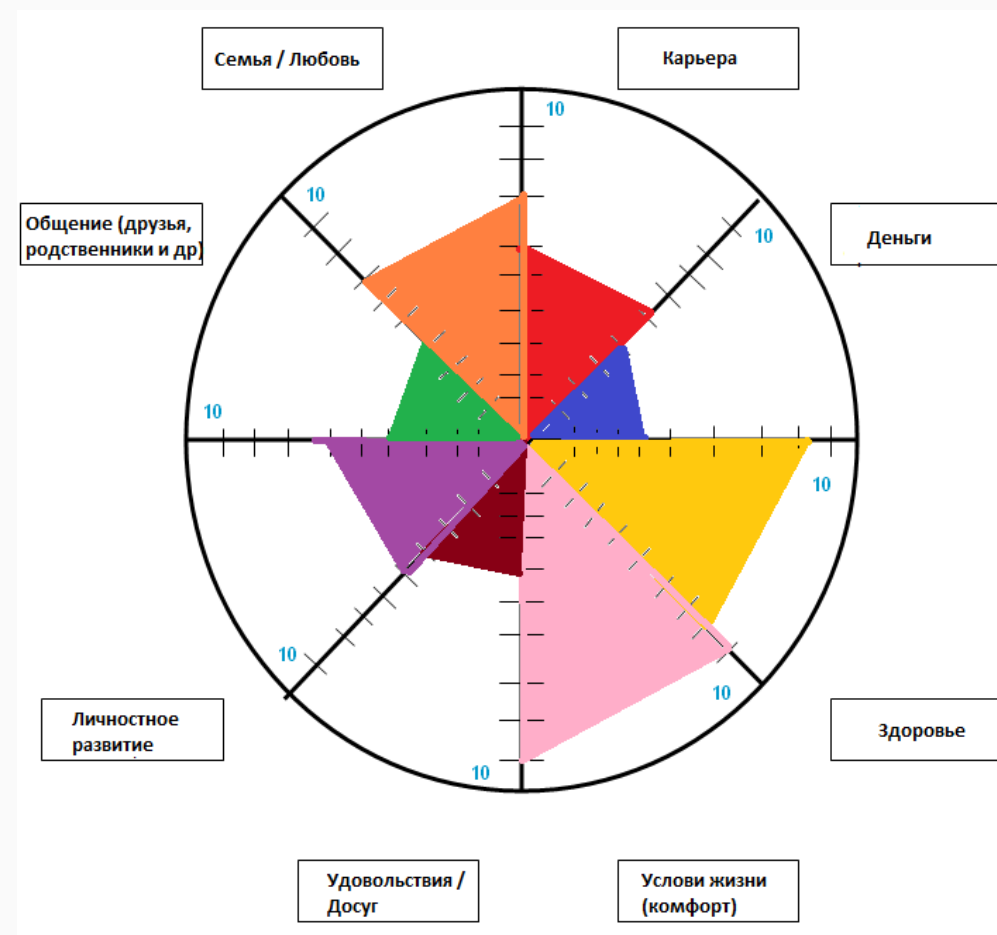 Семья / Любовь
Карьера
10
10
Общение (друзья,
родственники и др)
10
Деньги
10
10
Личностное
развитие
10
10
10
Здоровье
Удовольствия /
Досуг
Услови жизни
(комфорт)